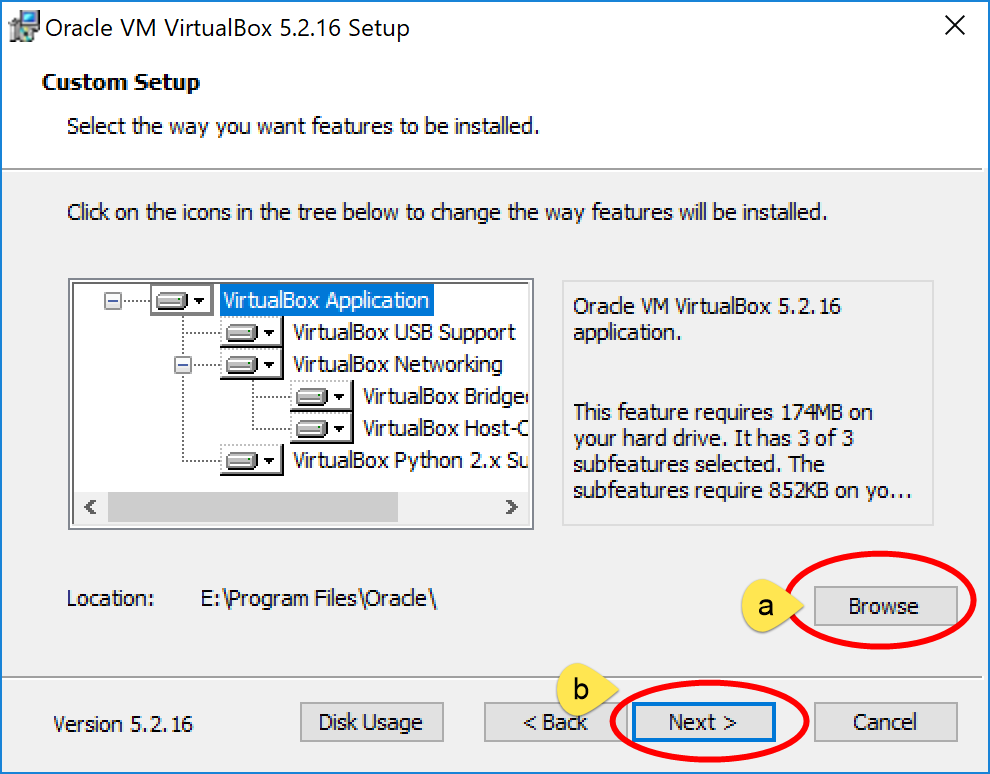 Oracle VM VirtualBox 5.2.16 Setup
Custom Setup
Select the way you want features to be installed.
Click on the icons in the tree below to change the way features will be installed.
VirtualBox Application
VirtualBox USB Support
VirtualBox Networking
VirtualBox Bridge
VirtualBox Host-C
VirtualBox Python 2.x Su
Oracle VM VirtualBox 5.2.16
application.
This feature requires 174MB on
your hard drive. It has 3 of 3
subfeatures selected. The
subfeatures require 852KB on yo...
Location: E:\Program Files\Oracle\
a
Browse
b
Version 5.2.16
Disk Usage
< Back
Next >
Cancel